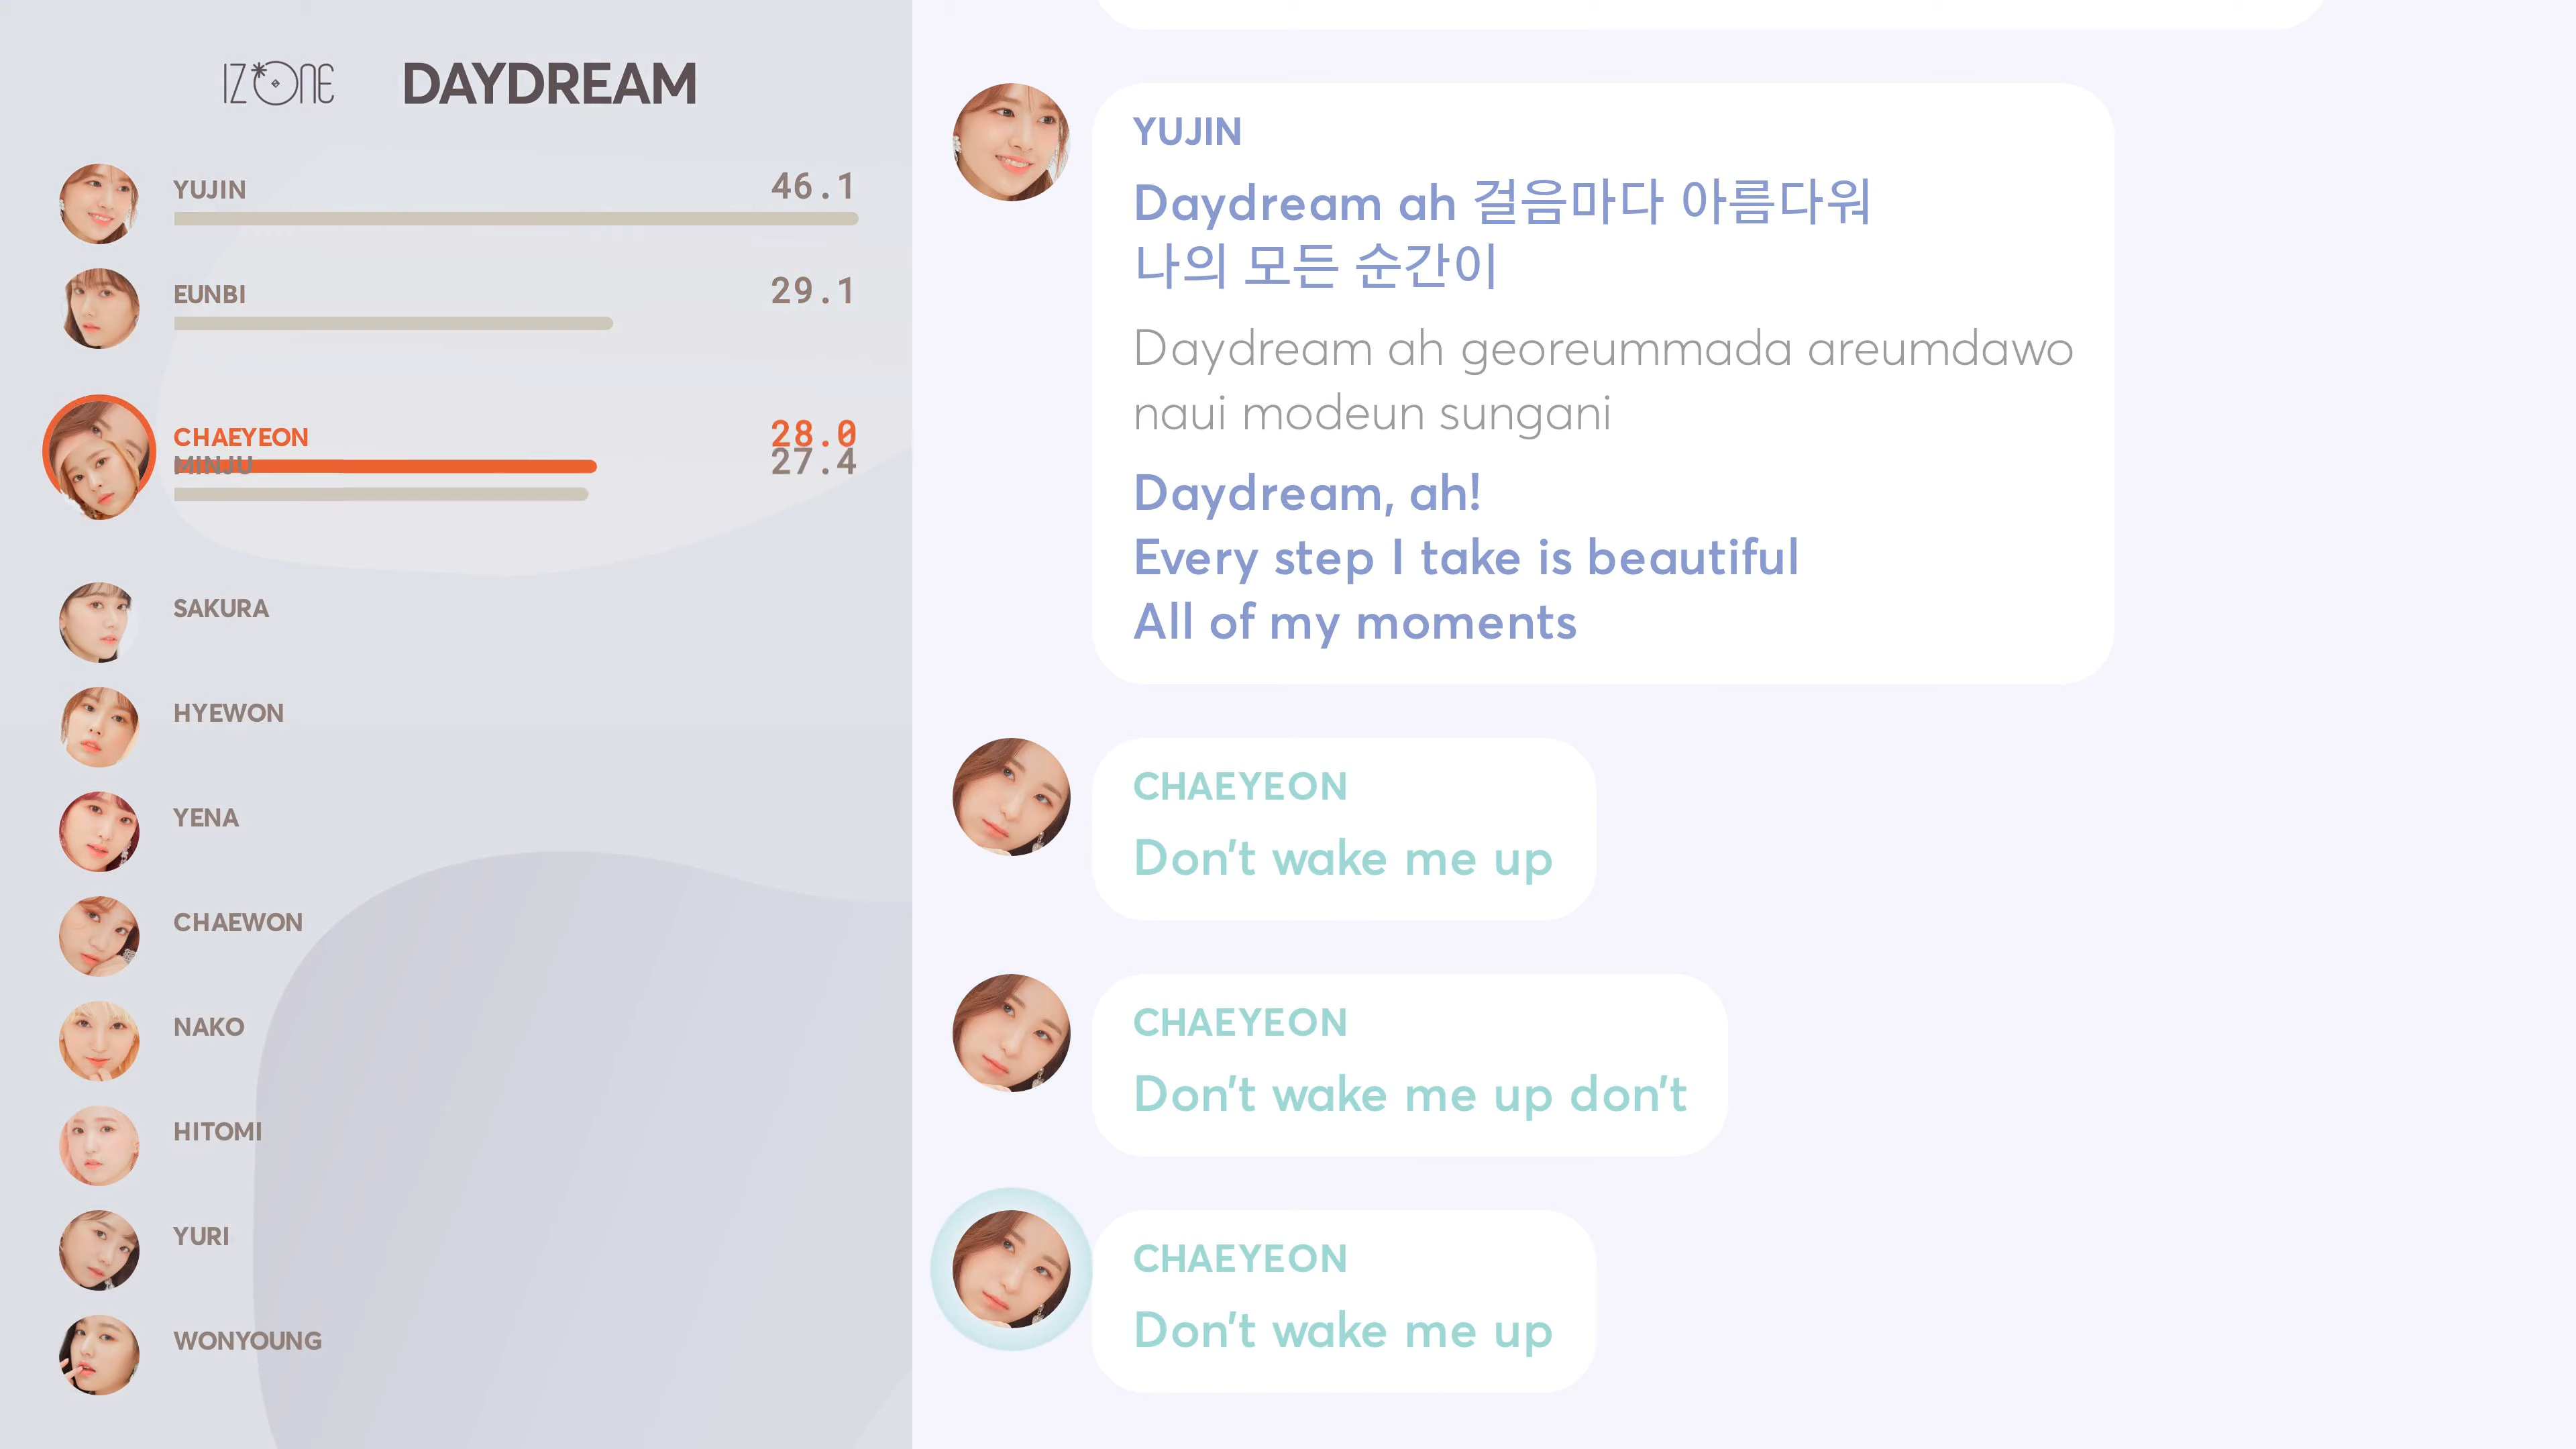 IZ*ONE DAYDREAM
YUJIN 46.1
EUNBI 29.1
CHAEYEON 28.0
MINJU 27.4
SAKURA
HYEWON
YENA
CHAEWON
NAKO
HITOMI
YURI
WONYOUNG
YUJIN
Daydream ah 걸음마다 아름다워
나의 모든 순간이
Daydream ah georeummada areumdawo
naui modeun sungani
Daydream, ah!
Every step I take is beautiful
All of my moments
CHAEYEON
Don't wake me up
CHAEYEON
Don't wake me up don't
CHAEYEON
Don't wake me up